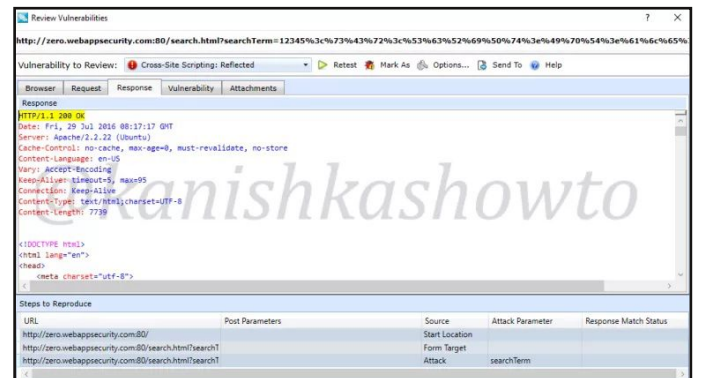 Review Vulnerabilities ? X
http://zero.webappsecurity.com:80/search.html?searchTerm=12345%3c%73%43%72%3c%53%63%52%69%50%74%3e%49%70%54%3e%61%6c%65%
Vulnerability to Review: Cross-Site Scripting: Reflected Retest Mark As Options... Send To Help
Browser Request Response Vulnerability Attachments
Response
HTTP/1.1 200 OK
Date: Fri, 29 Jul 2016 08:17:17 GMT
Server: Apache/2.2.22 (Ubuntu)
Cache-Control: no-cache, max-age=0, must-revalidate, no-store
Content-Language: en-US
Vary: Accept-Encoding
Keep-Alive: timeout=5, max=95
Connection: Keep-Alive
Content-Type: text/html;charset=UTF-8
Content-Length: 7739
@kanishkashowto
<!DOCTYPE html>
<html lang="en">
<head>
<meta charset="utf-8">
Steps to Reproduce
URL Post Parameters Source Attack Parameter Response Match Status
http://zero.webappsecurity.com:80/ Start Location
http://zero.webappsecurity.com:80/search.html?searchT Form Target
http://zero.webappsecurity.com:80/search.html?searchT Attack searchTerm